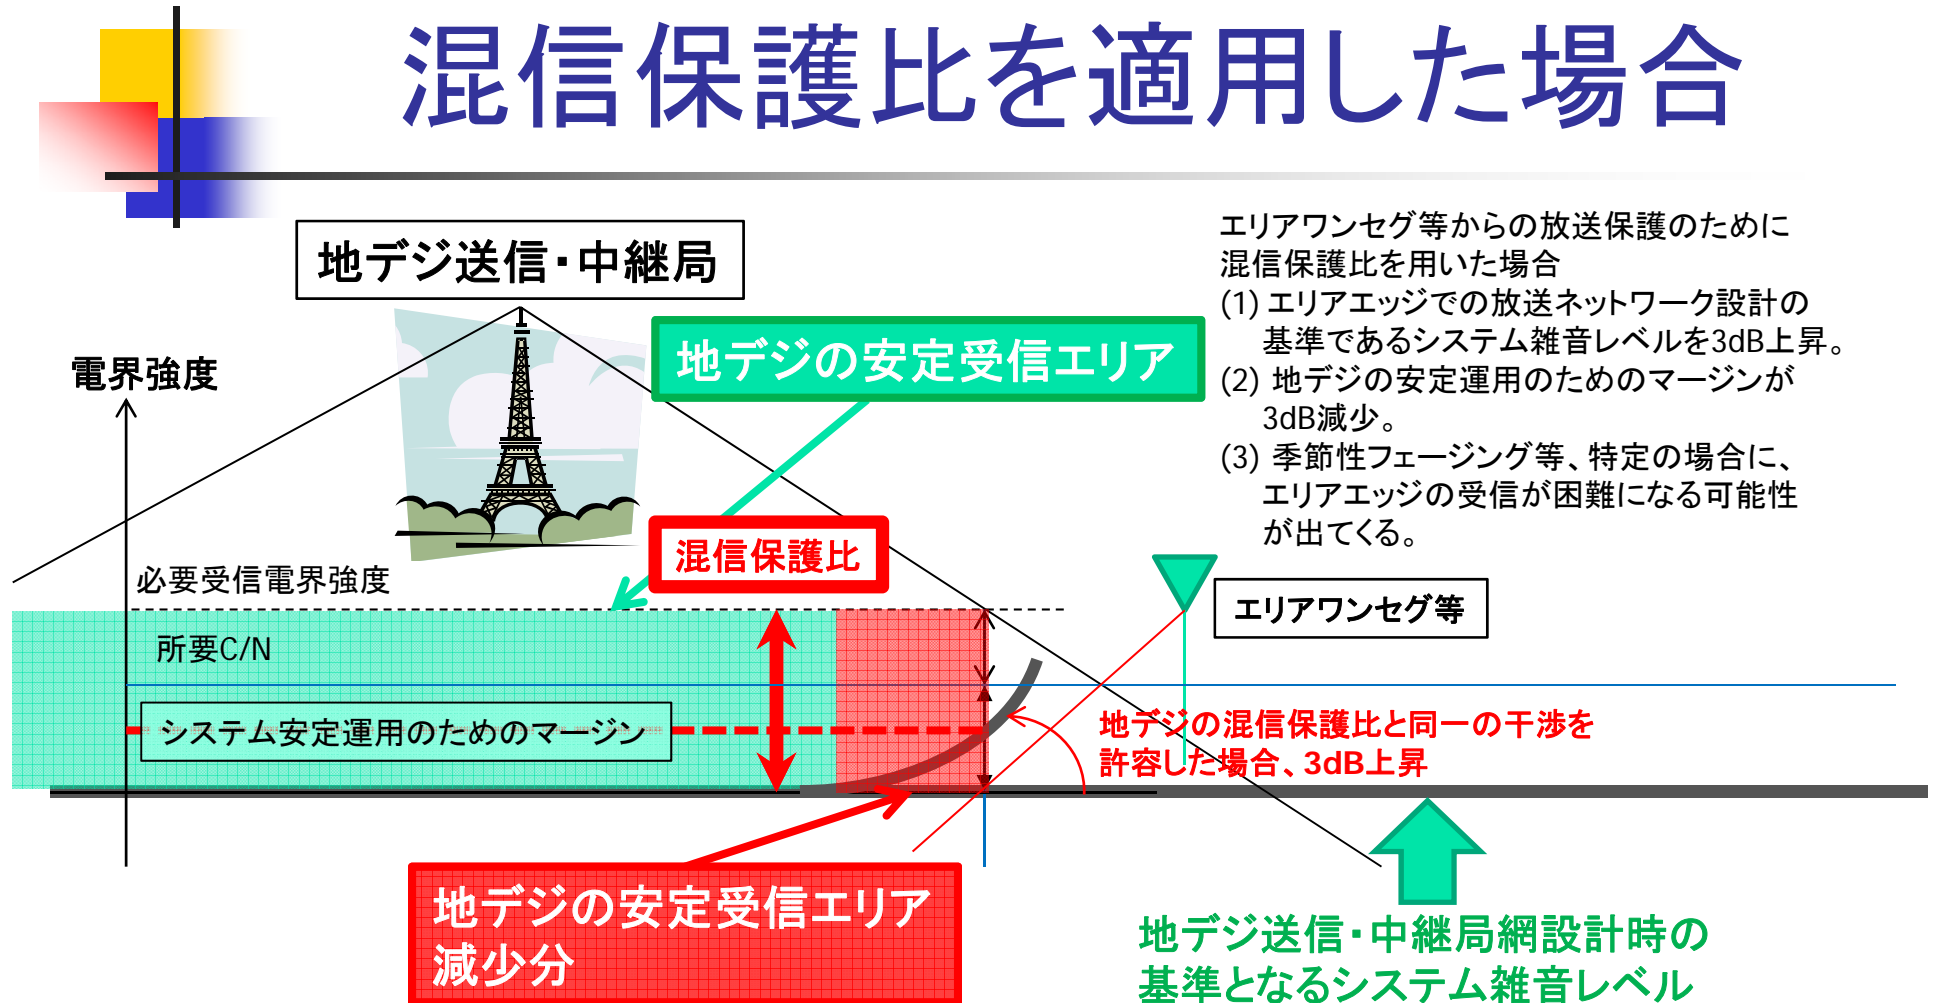 混信保護比を適用した場合
地デジ送信・中継局
エリアワンセグ等からの放送保護のために
混信保護比を用いた場合
(1) エリアエッジでの放送ネットワーク設計の
基準であるシステム雑音レベルを3dB上昇。
(2) 地デジの安定運用のためのマージンが
3dB減少。
(3) 季節性フェージング等、特定の場合に、
エリアエッジの受信が困難になる可能性
が出てくる。
地デジの安定受信エリア
電界強度
混信保護比
必要受信電界強度
エリアワンセグ等
所要C/N
システム安定運用のためのマージン
地デジの混信保護比と同一の干渉を
許容した場合、3dB上昇
地デジの安定受信エリア
減少分
地デジ送信・中継局網設計時の
基準となるシステム雑音レベル